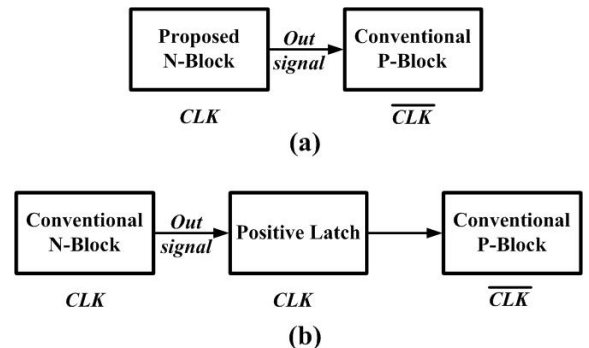 Proposed
N-Block
Out
signal
Conventional
P-Block
CLK
CLK
(a)
Conventional
N-Block
Out
signal
Positive Latch
Conventional
P-Block
CLK
CLK
CLK
(b)